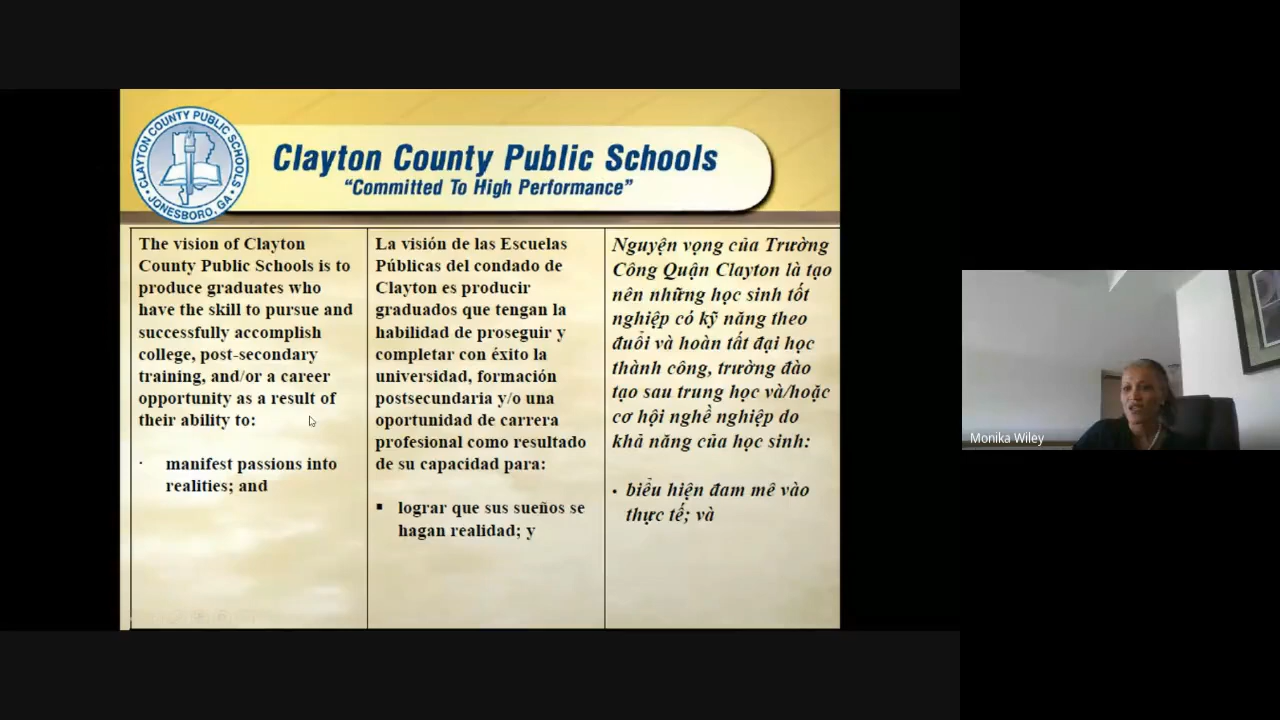 CLAYTON COUNTY PUBLIC SCHOOLS
JONESBORO, GA
Clayton County Public Schools
“Committed To High Performance”
The vision of Clayton
County Public Schools is to
produce graduates who
have the skill to pursue and
successfully accomplish
college, post-secondary
training, and/or a career
opportunity as a result of
their ability to:
· manifest passions into
realities; and
La visión de las Escuelas
Públicas del condado de
Clayton es producir
graduados que tengan la
habilidad de proseguir y
completar con éxito la
universidad, formación
postsecundaria y/o una
oportunidad de carrera
profesional como resultado
de su capacidad para:
▪ lograr que sus sueños se
hagan realidad; y
Nguyện vọng của Trường
Công Quận Clayton là tạo
nên những học sinh tốt
nghiệp có kỹ năng theo
đuổi và hoàn tất đại học
thành công, trường đào
tạo sau trung học và/hoặc
cơ hội nghề nghiệp do
khả năng của học sinh:
• biểu hiện đam mê vào
thực tế; và
Monika Wiley